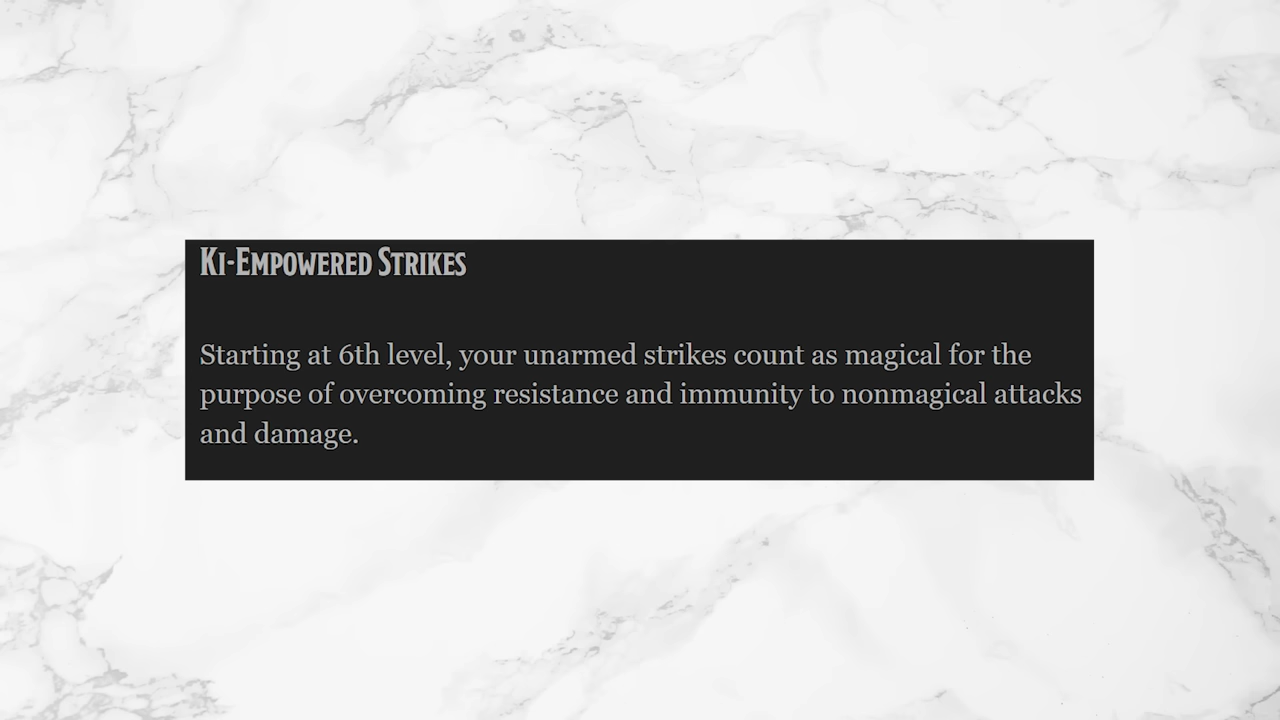 Ki-Empowered Strikes
Starting at 6th level, your unarmed strikes count as magical for the
purpose of overcoming resistance and immunity to nonmagical attacks
and damage.